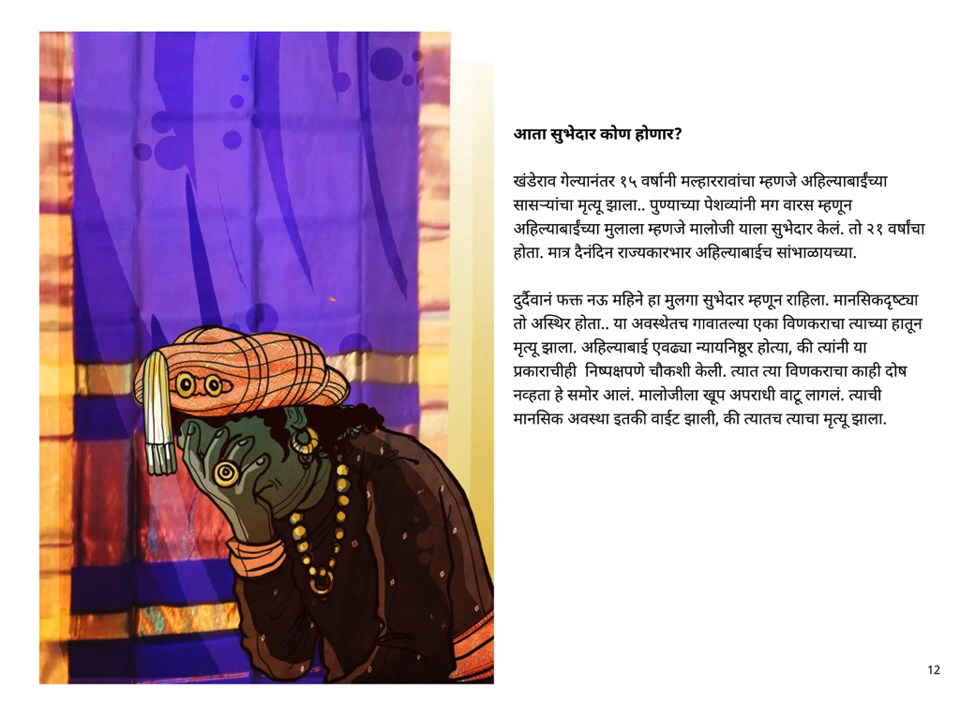 आता सुभेदार कोण होणार?
खंडेराव गेल्यानंतर १५ वर्षानी मल्हाररावांचा म्हणजे अहिल्याबाईंच्या
सासऱ्यांचा मृत्यू झाला.. पुण्याच्या पेशव्यांनी मग वारस म्हणून
अहिल्याबाईंच्या मुलाला म्हणजे मालोजी याला सुभेदार केलं. तो २१ वर्षांचा
होता. मात्र दैनंदिन राज्यकारभार अहिल्याबाईच सांभाळायच्या.
दुर्दैवानं फक्त नऊ महिने हा मुलगा सुभेदार म्हणून राहिला. मानसिकदृष्ट्या
तो अस्थिर होता.. या अवस्थेतच गावातल्या एका विणकराचा त्याच्या हातून
मृत्यू झाला. अहिल्याबाई एवढ्या न्यायनिष्ठूर होत्या, की त्यांनी या
प्रकाराचीही निष्पक्षपणे चौकशी केली. त्यात त्या विणकराचा काही दोष
नव्हता हे समोर आलं. मालोजीला खूप अपराधी वाटू लागलं. त्याची
मानसिक अवस्था इतकी वाईट झाली, की त्यातच त्याचा मृत्यू झाला.
12